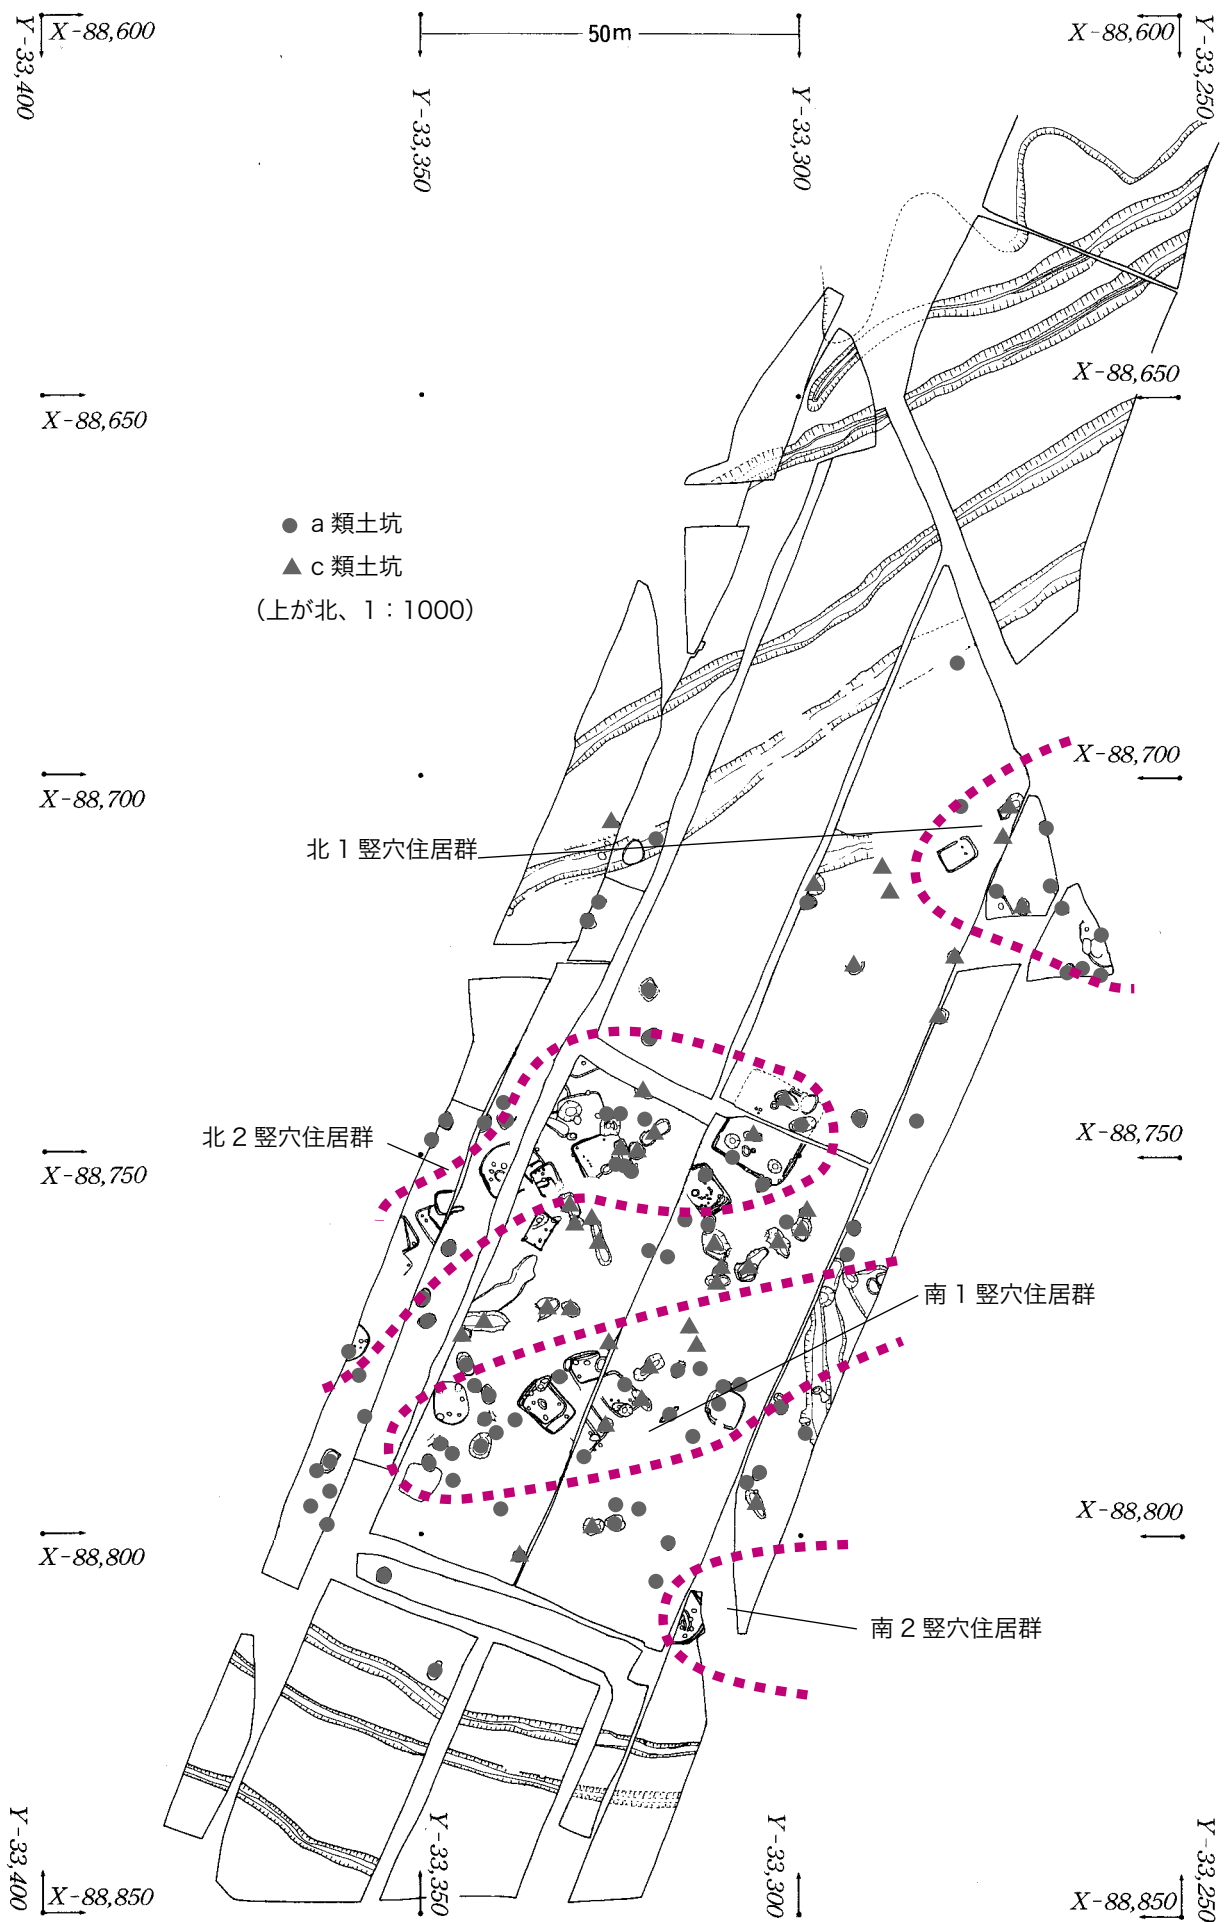 X-88,600
50m
X-88,600
Y-33,400
Y-33,350
Y-33,300
Y-33,250
X-88,650
X-88,650
a 類土坑
c 類土坑
（上が北、1：1000）
X-88,700
X-88,700
北 1 竪穴住居群
北 2 竪穴住居群
X-88,750
X-88,750
南 1 竪穴住居群
X-88,800
X-88,800
南 2 竪穴住居群
Y-33,400
Y-33,350
Y-33,300
Y-33,250
X-88,850
X-88,850